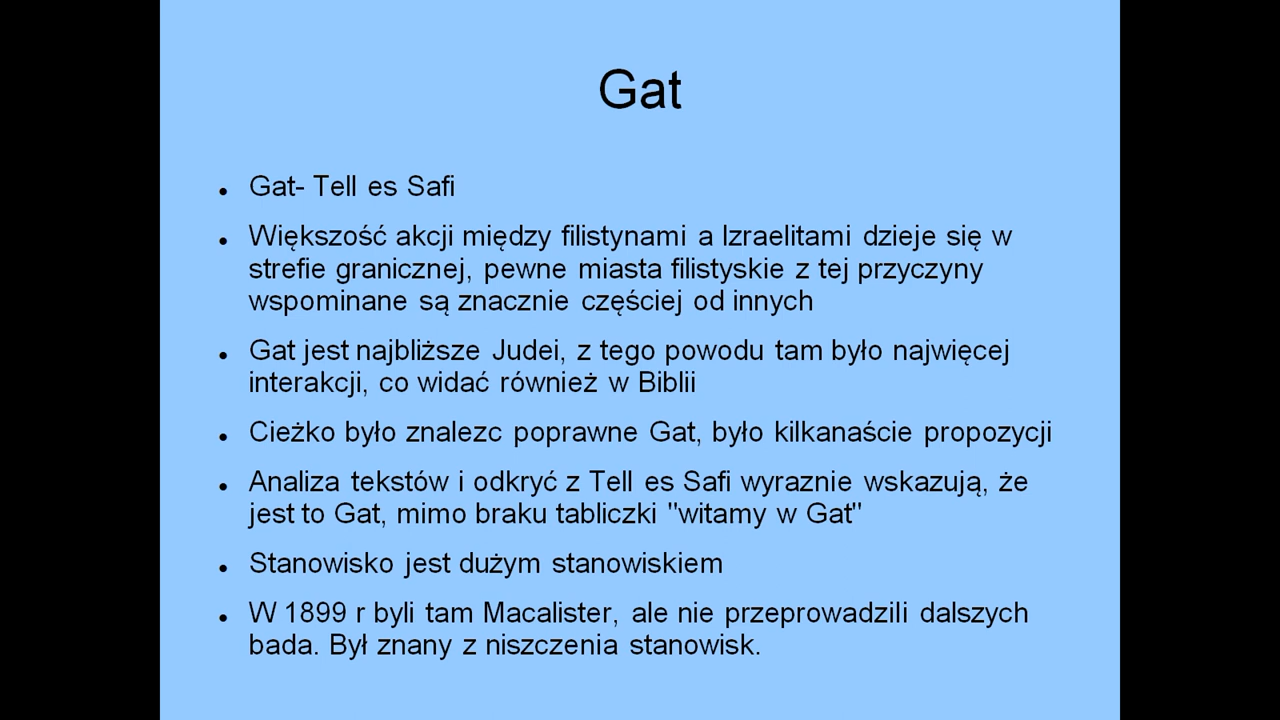 Gat
Gat- Tell es Safi
Większość akcji między filistynami a Izraelitami dzieje się w
strefie granicznej, pewne miasta filistyskie z tej przyczyny
wspominane są znacznie częściej od innych
Gat jest najbliższe Judei, z tego powodu tam było najwięcej
interakcji, co widać również w Biblii
Cieżko było znalezc poprawne Gat, było kilkanaście propozycji
Analiza tekstów i odkryć z Tell es Safi wyraznie wskazują, że
jest to Gat, mimo braku tabliczki "witamy w Gat"
Stanowisko jest dużym stanowiskiem
W 1899 r byli tam Macalister, ale nie przeprowadzili dalszych
bada. Był znany z niszczenia stanowisk.